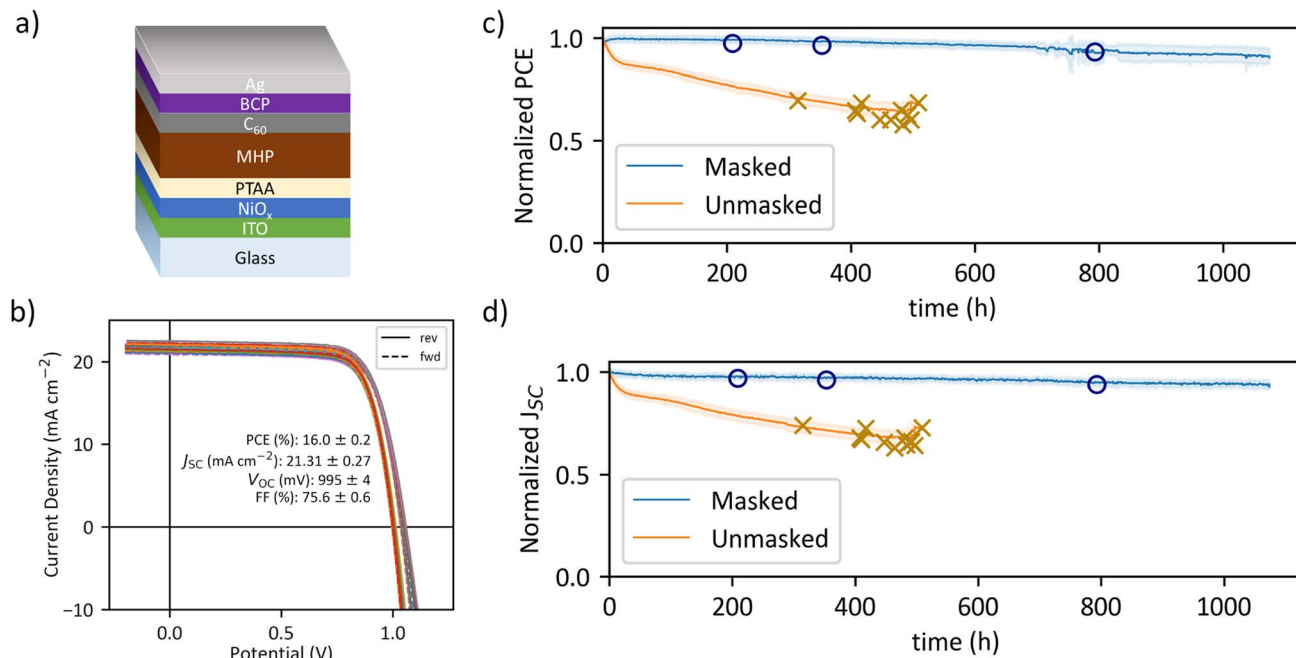 a)
Ag
BCP
C60
MHP
PTAA
NiOx
ITO
Glass
b)
Current Density (mA cm−2)
20
10
0
−10
rev
fwd
PCE (%): 16.0 ± 0.2
JSC (mA cm−2): 21.31 ± 0.27
VOC (mV): 995 ± 4
FF (%): 75.6 ± 0.6
0.0
0.5
1.0
Potential (V)
c)
Normalized PCE
1.0
0.5
0.0
Masked
Unmasked
0
200
400
600
800
1000
time (h)
d)
Normalized JSC
1.0
0.5
0.0
Masked
Unmasked
0
200
400
600
800
1000
time (h)